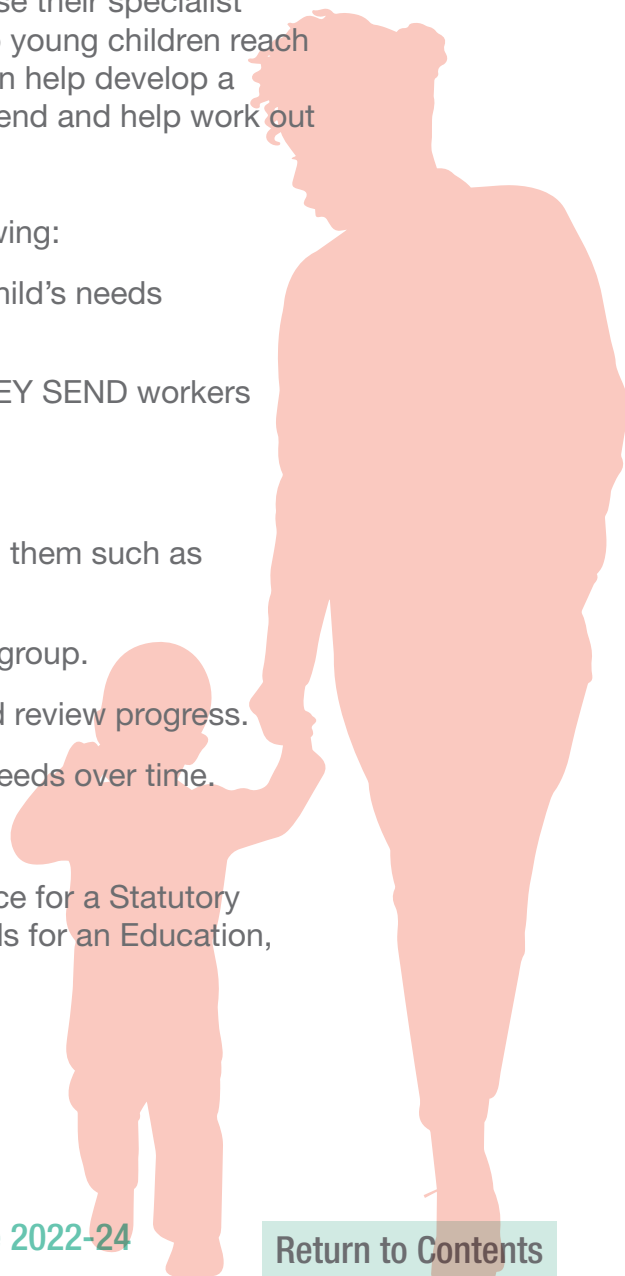 se their specialist
young children reach
n help develop a
end and help work out
wing:
hild's needs
EY SEND workers
them such as
group.
d review progress.
eeds over time.
ce for a Statutory
ls for an Education,
2022-24
Return to Contents